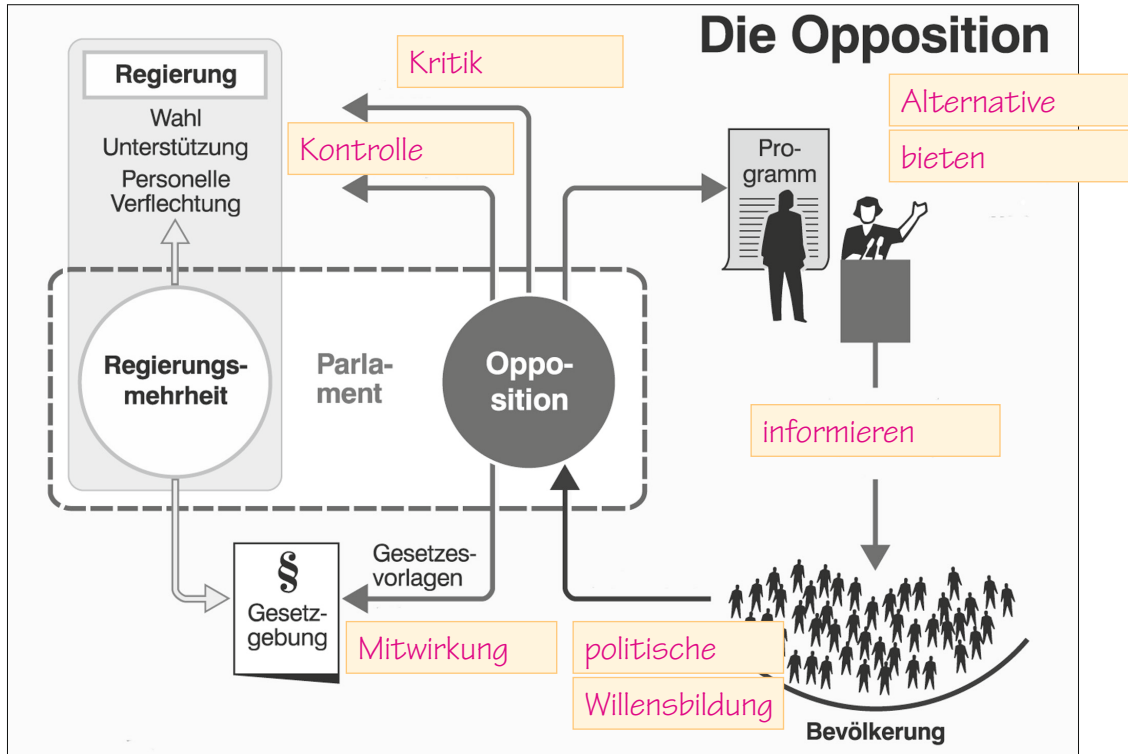 Die Opposition
Regierung
Wahl
Unterstützung
Personelle
Verflechtung
Kritik
Kontrolle
Alternative
bieten
Pro-
gramm
Regierungs-
mehrheit
Parla-
ment
Oppo-
sition
informieren
§
Gesetz-
gebung
Gesetzes-
vorlagen
Mitwirkung
politische
Willensbildung
Bevölkerung